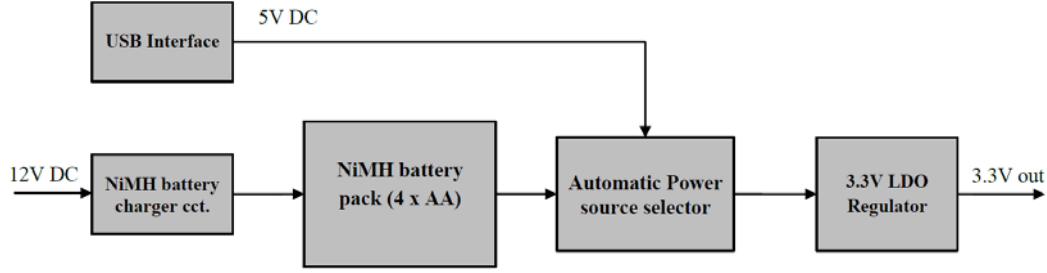 5V DC
USB Interface
12V DC
NiMH battery
charger cct.
NiMH battery
pack (4 x AA)
Automatic Power
source selector
3.3V LDO
Regulator
3.3V out